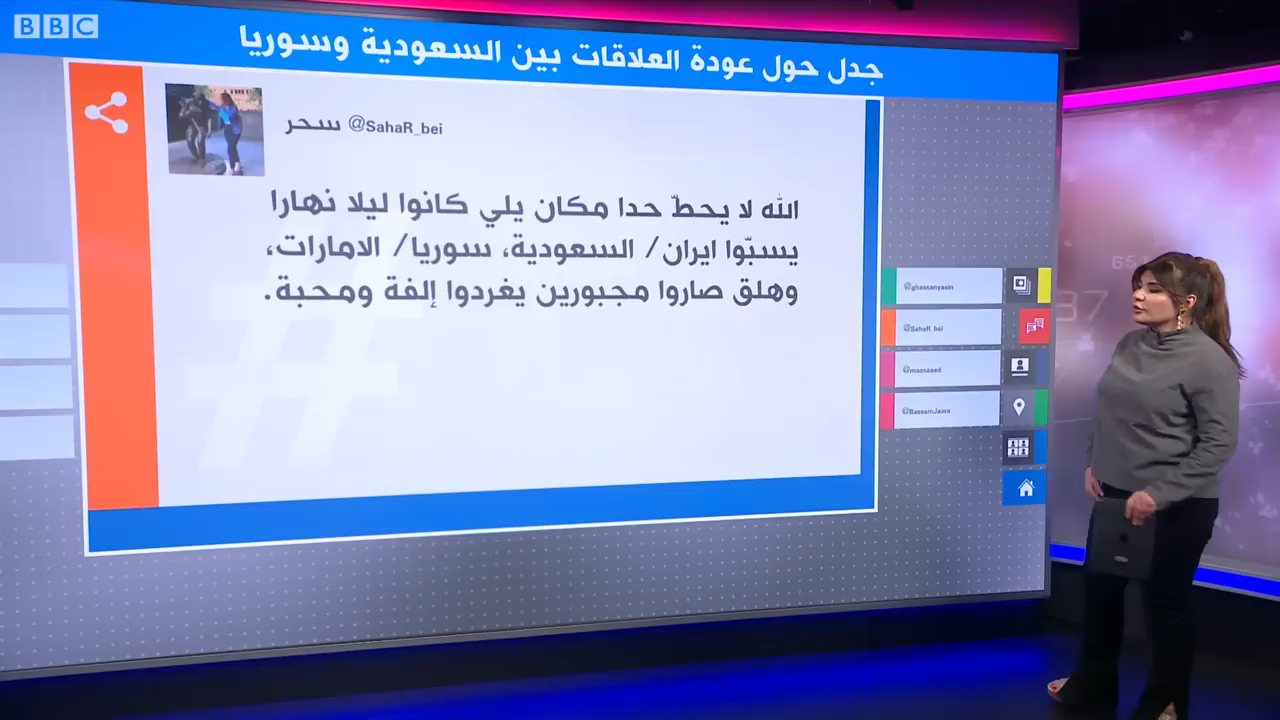 BBC
جدل حول عودة العلاقات بين السعودية وسوريا
سحر @SahaR_bei
الله لا يحطّ حدا مكان يلي كانوا ليلا نهارا
يسبّوا ايران/ السعودية، سوريا/ الامارات،
وهلق صاروا مجبورين يغردوا إلفة ومحبة.
@ghassanyasin
@SahaR_bei
@massaaad
@BassamJaara